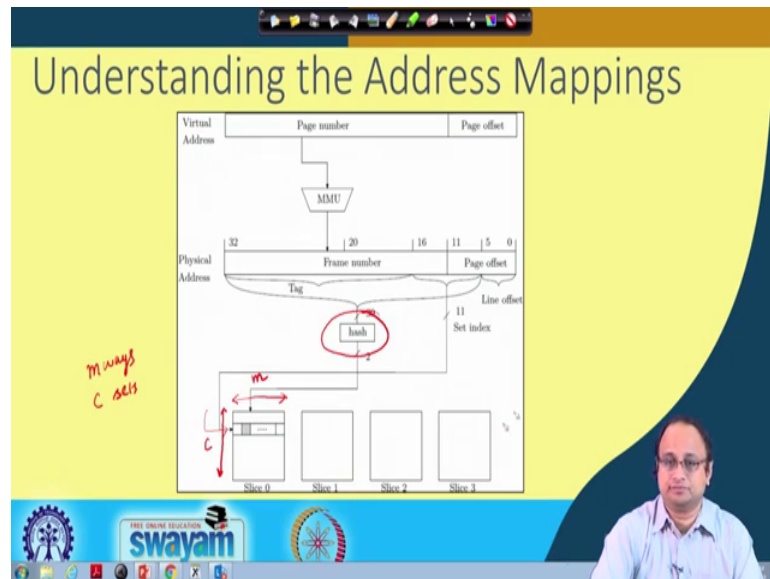 Understanding the Address Mappings
Virtual Address
Page number
Page offset
MMU
32 20 16 11 5 0
Physical Address
Frame number
Page offset
Tag
Line offset
hash
11
Set index
2
m
m ways
C sets
C
Slice 0 Slice 1 Slice 2 Slice 3
FREE ONLINE EDUCATION
swayam